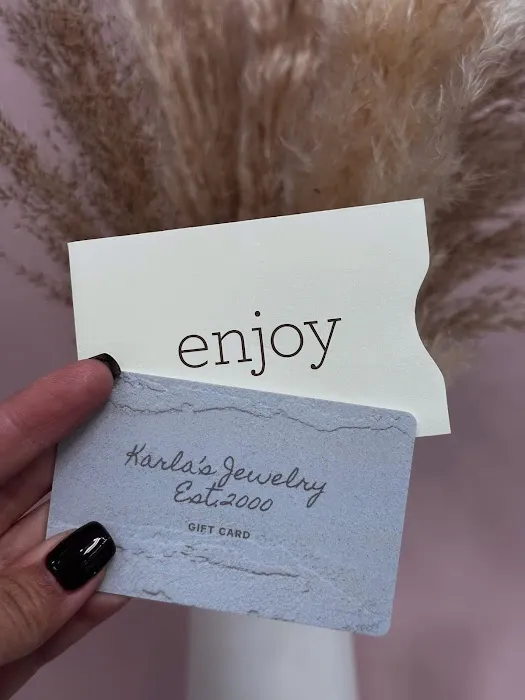 enjoy
Karla's Jewelry
Est.2000
GIFT CARD